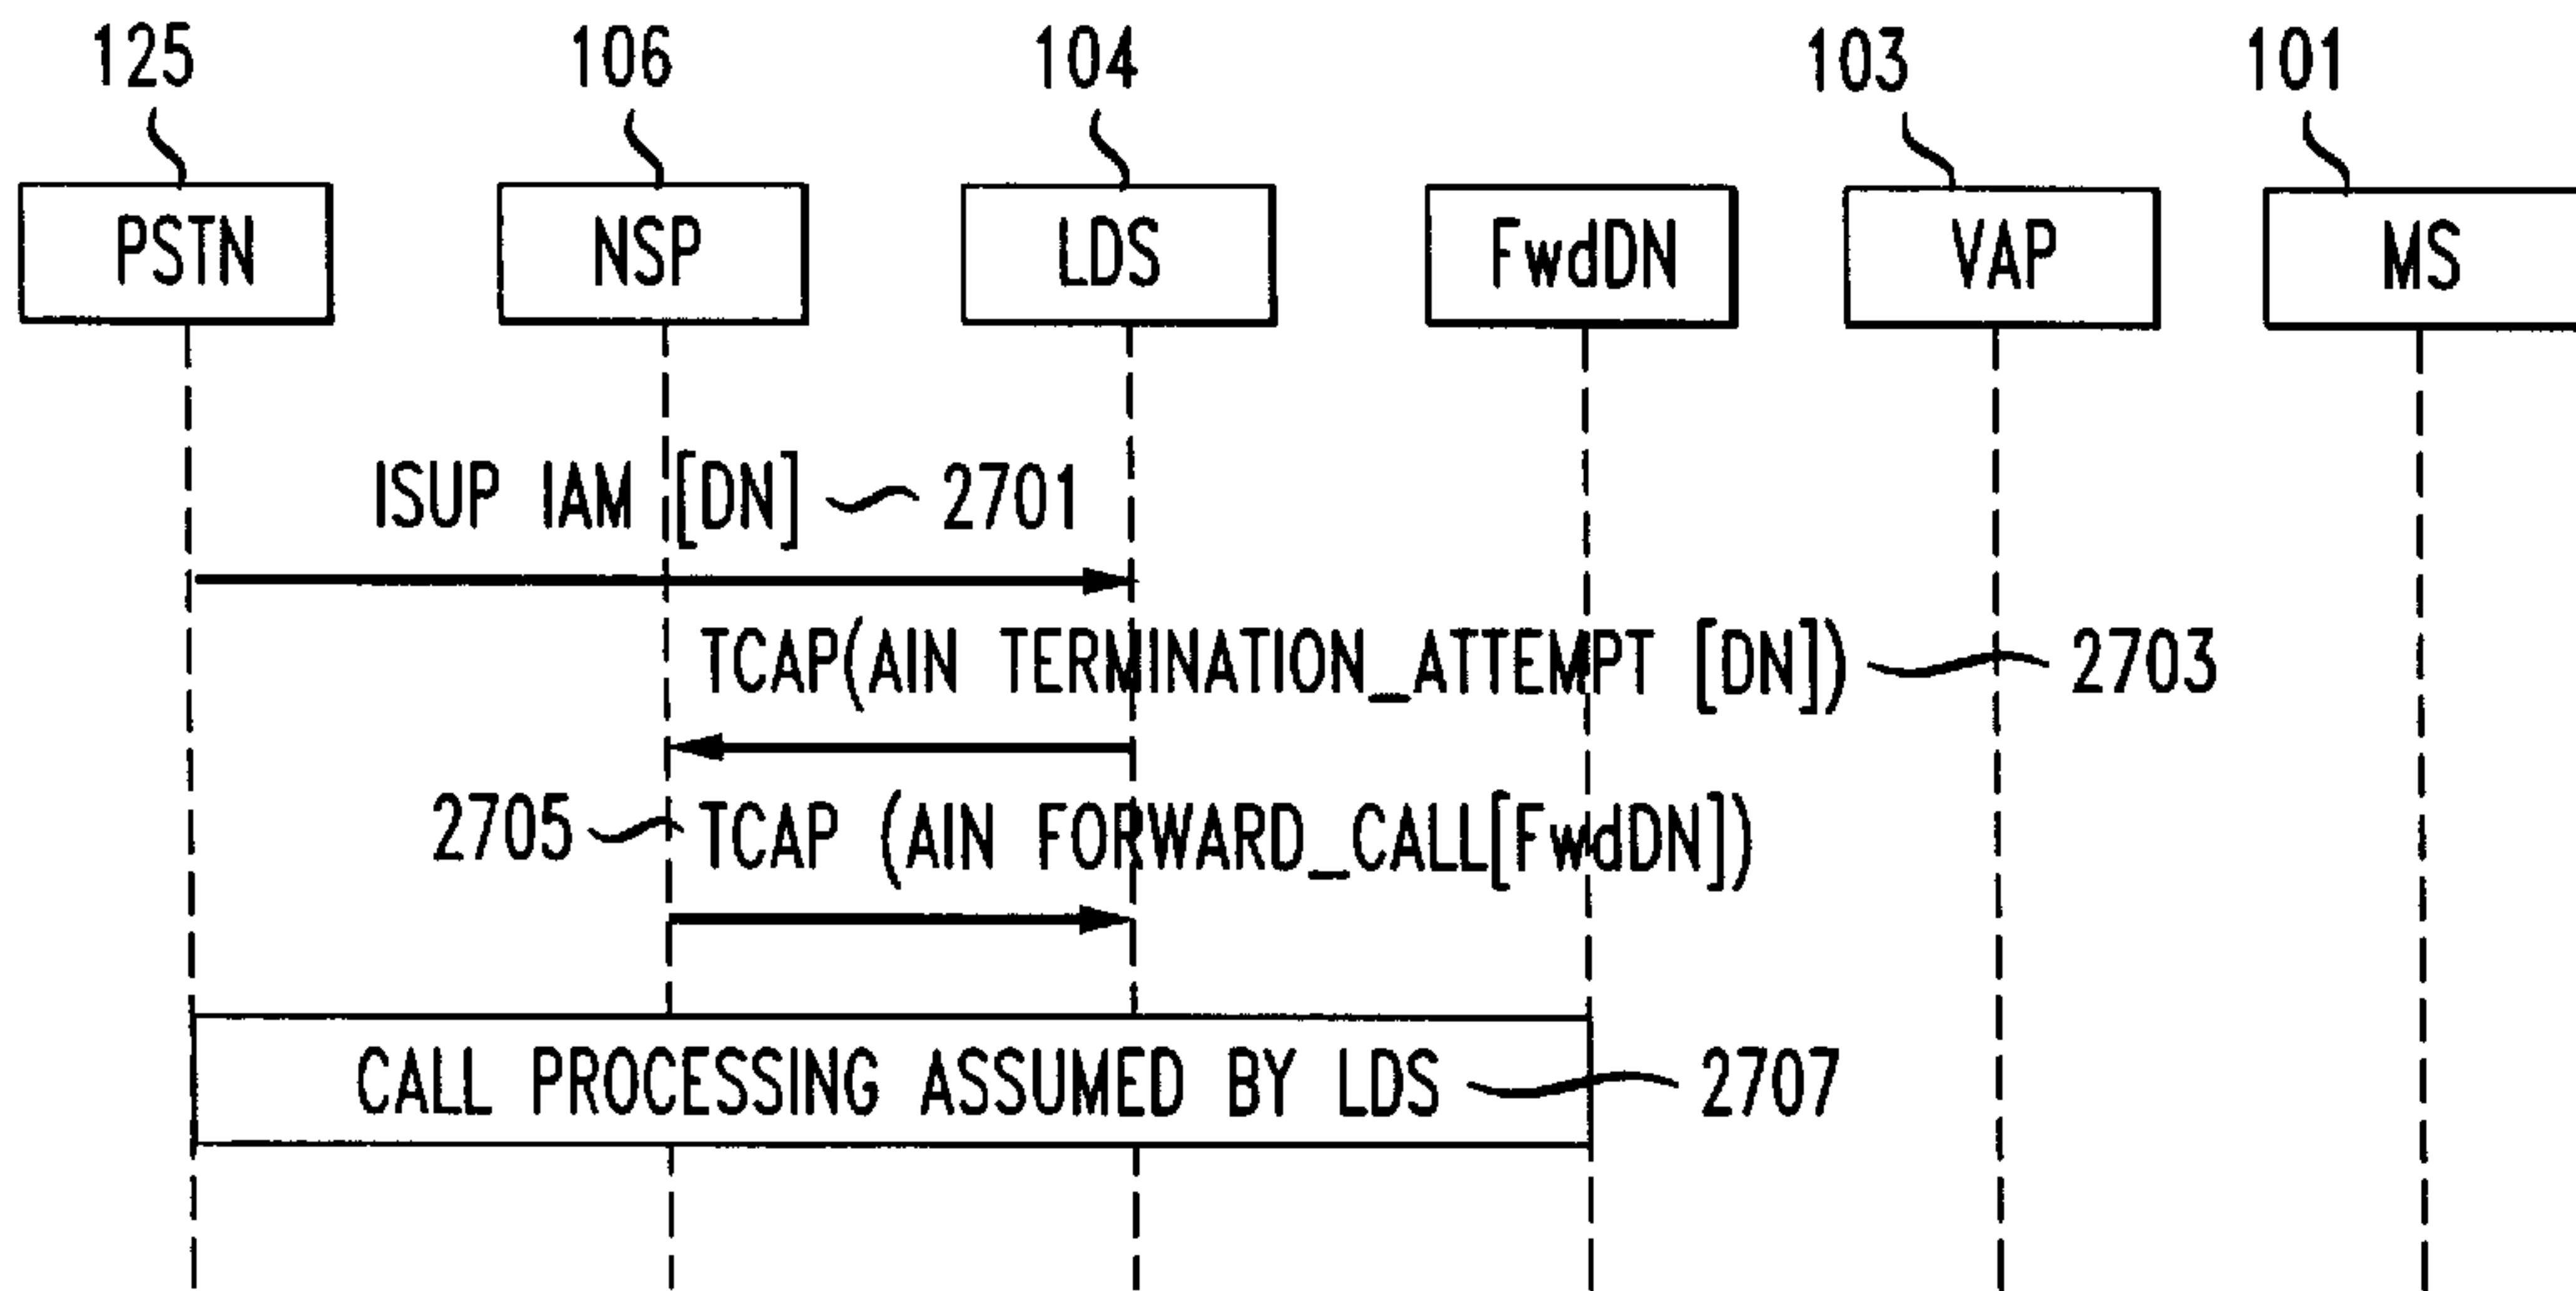 125 106 104 103 101
PSTN NSP LDS FwdDN VAP MS
ISUP IAM [DN] 2701
TCAP(AIN TERMINATION_ATTEMPT [DN]) 2703
2705 TCAP (AIN FORWARD_CALL[FwdDN])
CALL PROCESSING ASSUMED BY LDS 2707